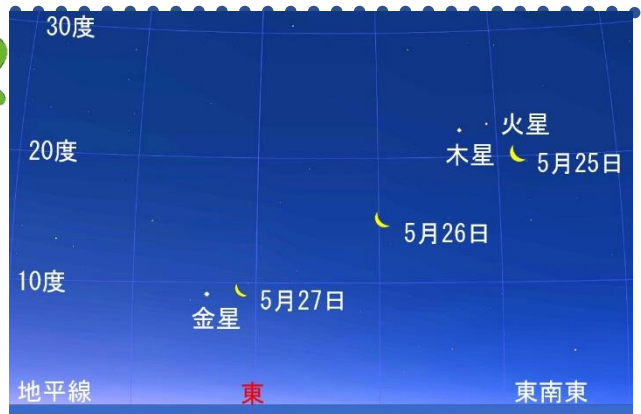 30度
火星
20度
木星
5月25日
5月26日
10度
5月27日
金星
地平線
東
東南東